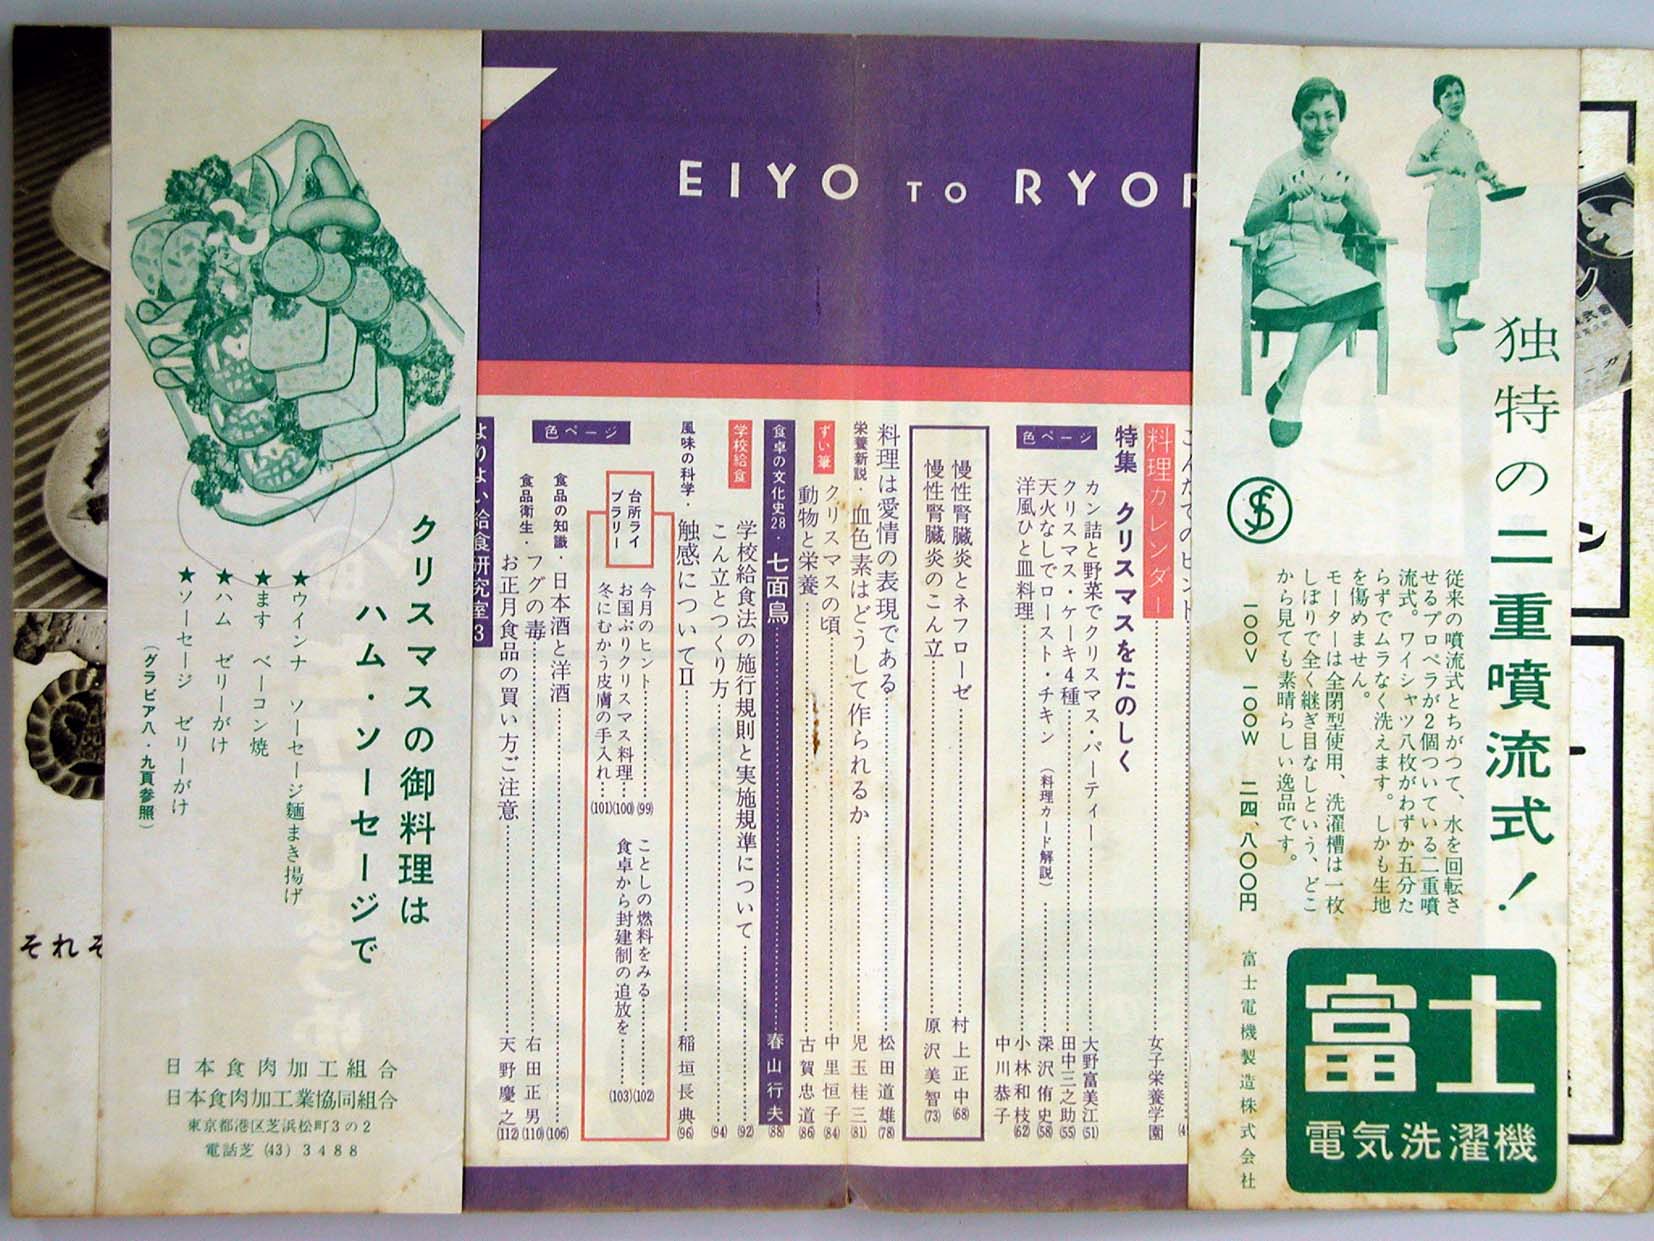 EIYO TO RYOR
独特の二重噴流式！
従来の噴流式とちがつて、水を回転さ
せるプロペラが2個ついている二重噴
流式。ワイシャツ八枚がわずか五分た
らずでムラなく洗えます。しかも生地
を傷めません。
モーターは全閉型使用、洗濯槽は一枚
しぼりで全く継ぎ目なしという、どこ
から見ても素晴らしい逸品です。
100V 100W 二四、八〇〇円
富士電機製造株式会社
富士
電気洗濯機
こんだてのヒント
料理カレンダー 女子栄養学園
特集 クリスマスをたのしく
色ページ
カン詰と野菜でクリスマス・パーティー 大野富美江(51)
クリスマス・ケーキ4種 田中三之助(55)
天火なしでロースト・チキン (料理カード解説) 深沢侑史(58)
洋風ひと皿料理 小林和枝(62)
中川恭子
慢性腎臓炎とネフローゼ 村上正中(68)
慢性腎臓炎のこん立 原沢美智(73)
料理は愛情の表現である 松田道雄(78)
栄養新説・血色素はどうして作られるか 児玉桂三(81)
ずい筆
クリスマスの頃 中里恒子(84)
動物と栄養 古賀忠道(86)
食卓の文化史28・七面鳥 春山行夫(88)
学校給食
学校給食法の施行規則と実施規準について (92)
こん立とつくり方 (94)
風味の科学・触感についてⅡ 稲垣長典(96)
台所ライブラリー
今月のヒント (99)
お国ぶりクリスマス料理 (100)
冬にむかう皮膚の手入れ (101)
ことしの燃料をみる (102)
食卓から封建制の追放を (103)
色ページ
食品の知識・日本酒と洋酒 (106)
食品衛生・フグの毒 右田正男(110)
お正月食品の買い方ご注意 天野慶之(112)
よりよい給食研究室3
クリスマスの御料理は
ハム・ソーセージで
★ウインナ ソーセージ麺まき揚げ
★ます ベーコン焼
★ハム ゼリーがけ
★ソーセージ ゼリーがけ
(グラビア八・九頁参照)
日本食肉加工組合
日本食肉加工業協同組合
東京都港区芝浜松町3の2
電話芝 (43) 3488
それぞ